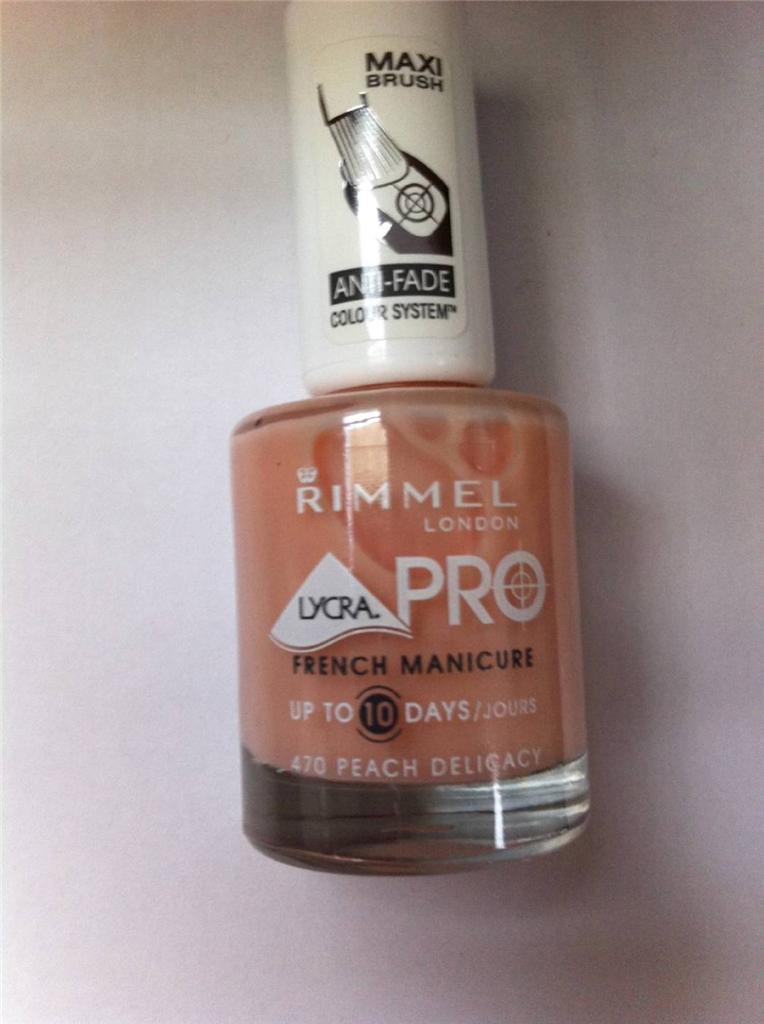 MAXI
BRUSH
ANTI-FADE
COLOUR SYSTEM™
RIMMEL
LONDON
LYCRA. PRO
FRENCH MANICURE
UP TO 10 DAYS/JOURS
470 PEACH DELICACY